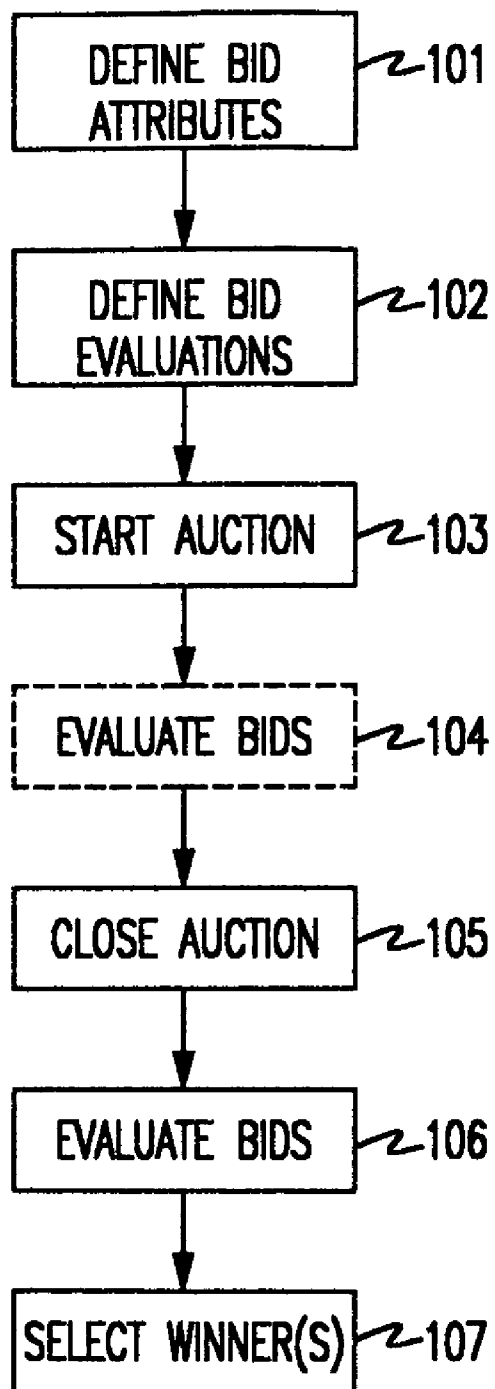 DEFINE BID
ATTRIBUTES
101
DEFINE BID
EVALUATIONS
102
START AUCTION
103
EVALUATE BIDS
104
CLOSE AUCTION
105
EVALUATE BIDS
106
SELECT WINNER(S)
107